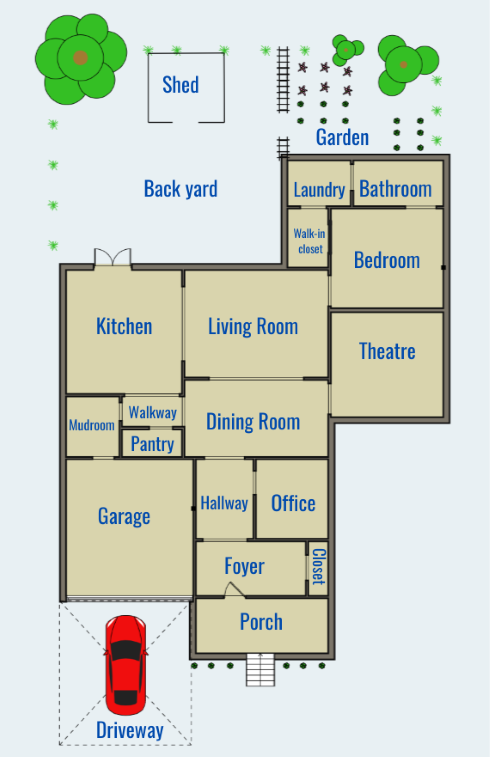 Shed
Garden
Back yard
Laundry
Bathroom
Walk-in
closet
Bedroom
Kitchen
Living Room
Theatre
Walkway
Mudroom
Dining Room
Pantry
Garage
Hallway
Office
Foyer
Closet
Porch
Driveway